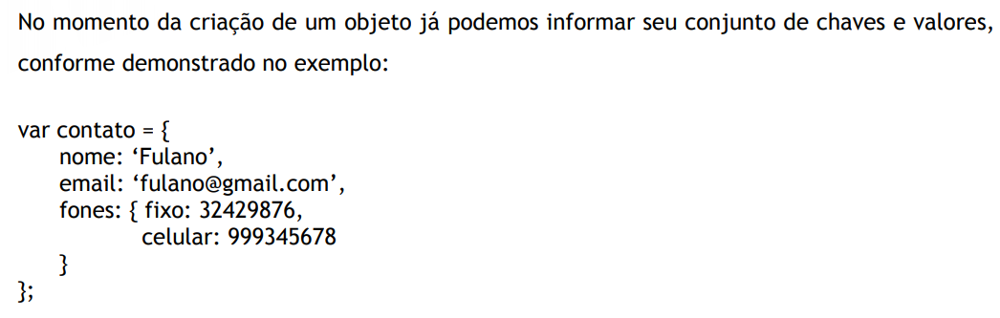 No momento da criação de um objeto já podemos informar seu conjunto de chaves e valores,
conforme demonstrado no exemplo:
var contato = {
nome: ‘Fulano’,
email: ‘fulano@gmail.com’,
fones: { fixo: 32429876,
celular: 999345678
}
};